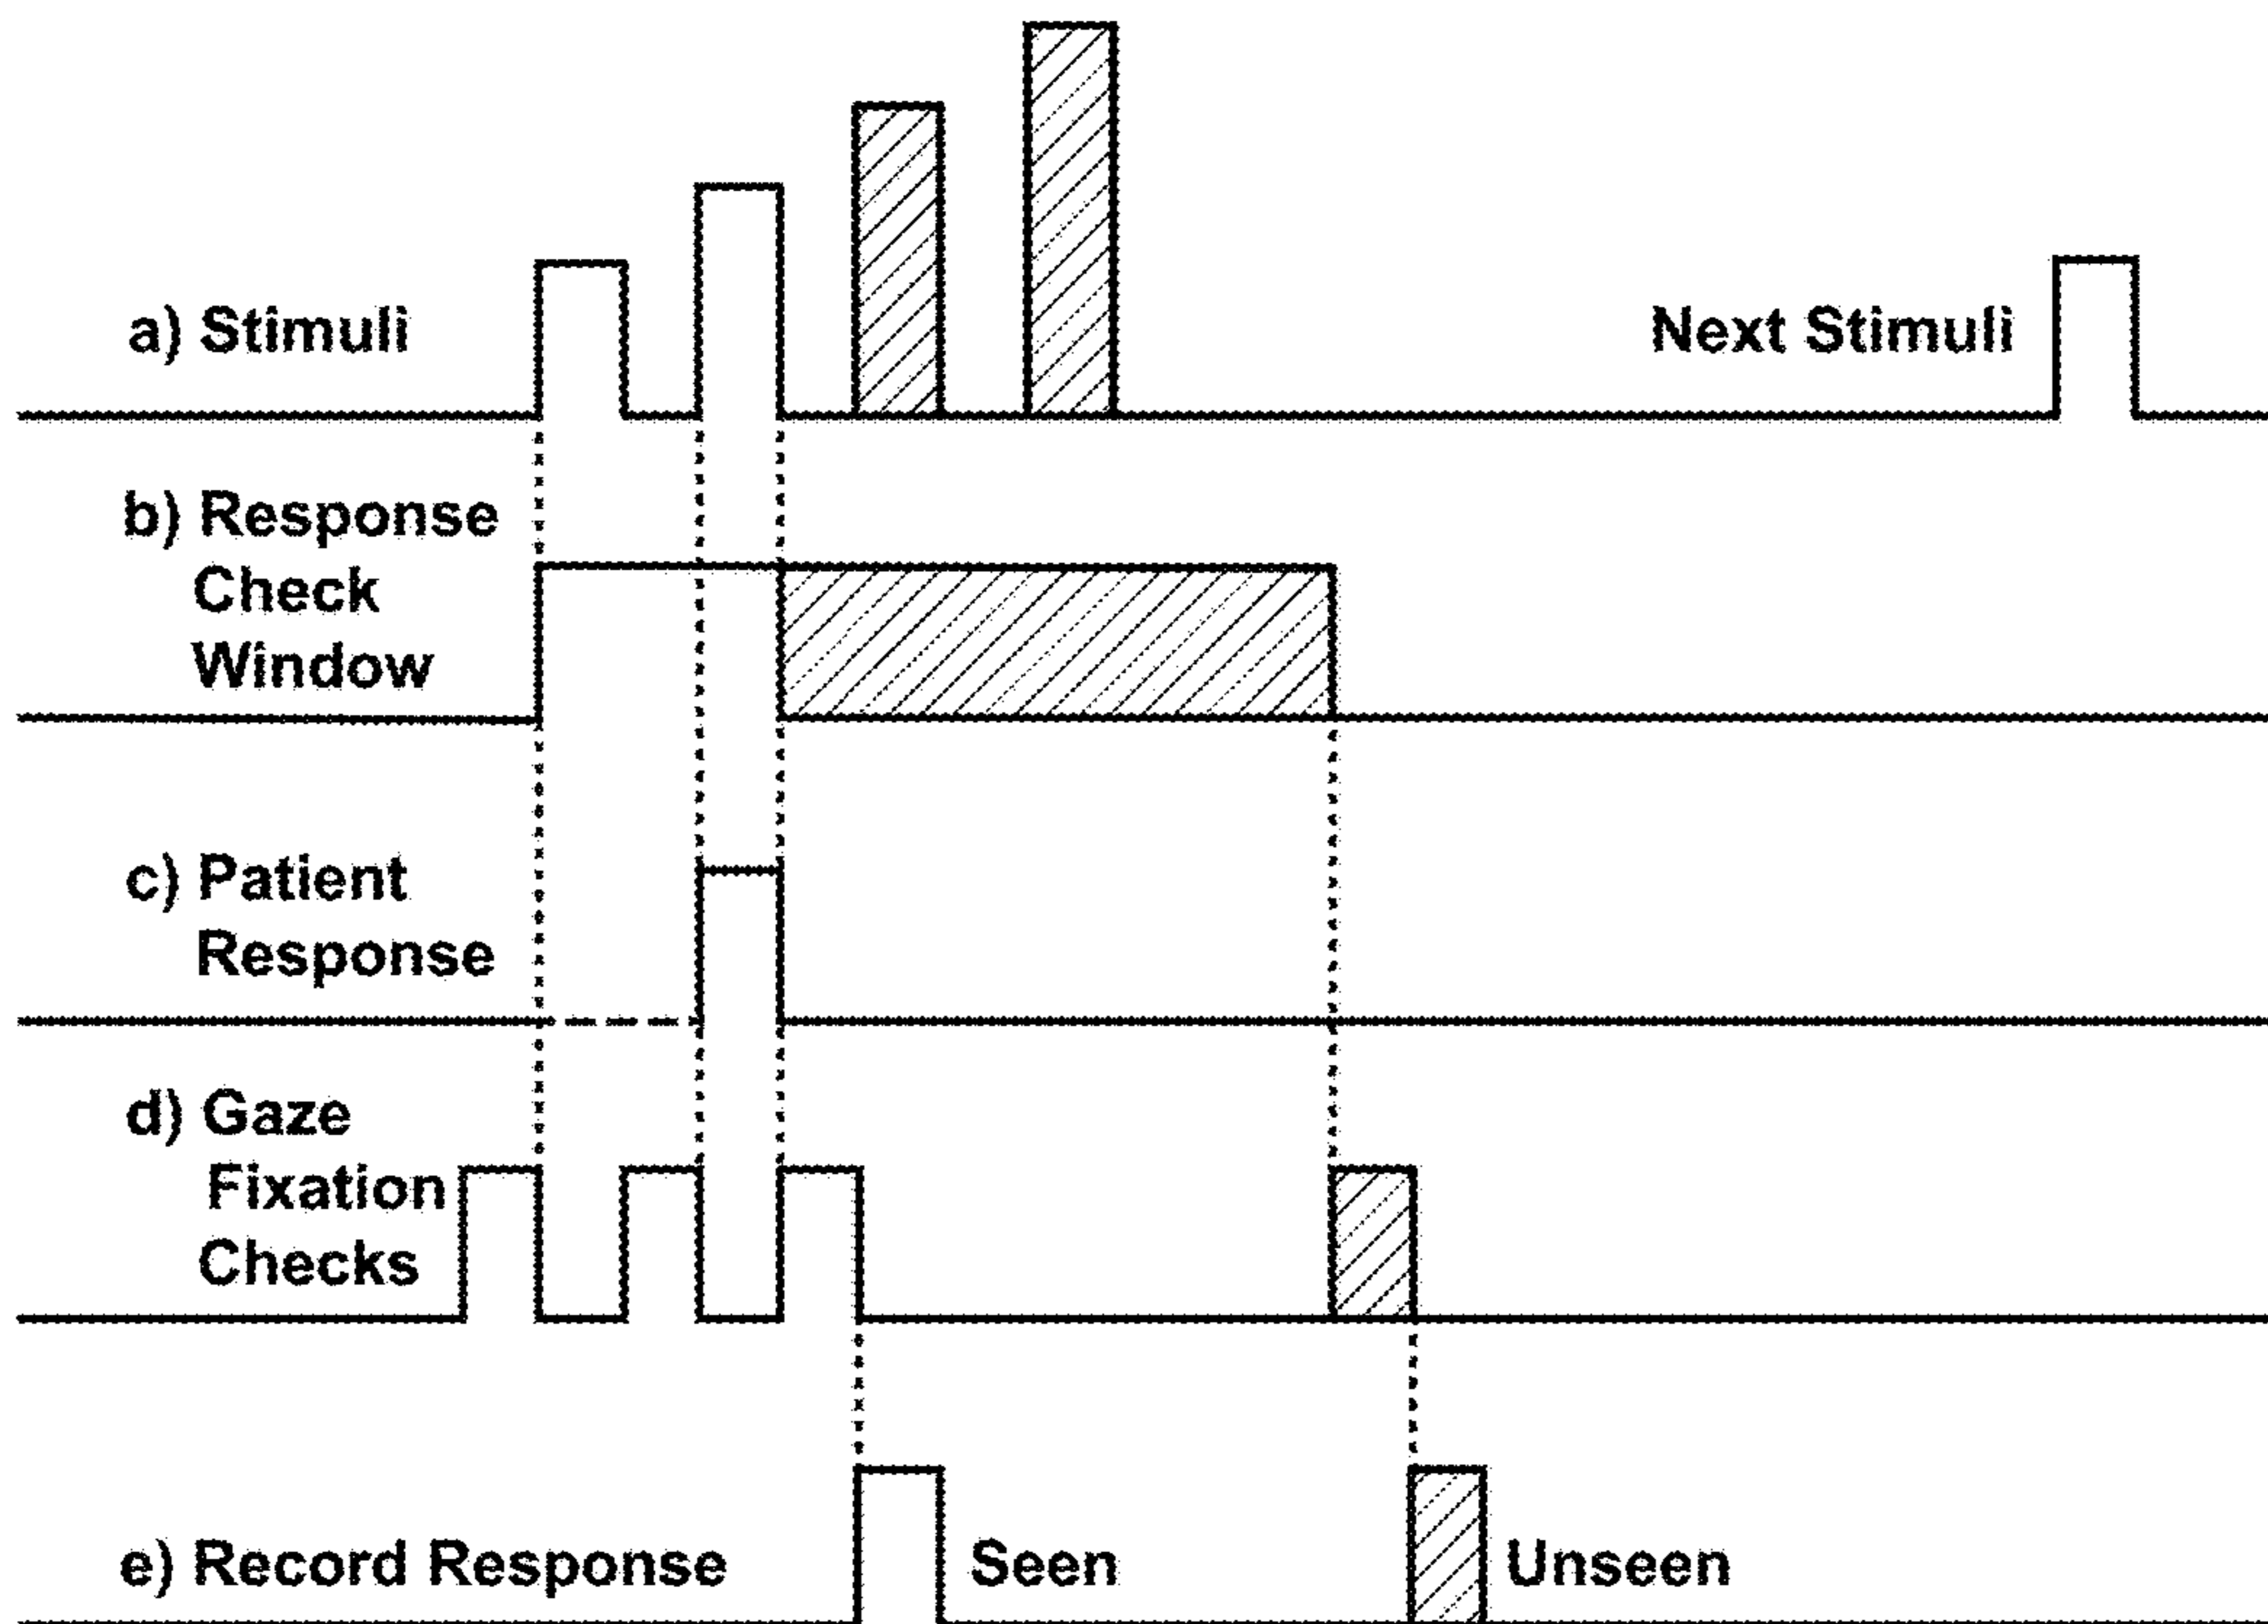 a) Stimuli
Next Stimuli
b) Response
Check
Window
c) Patient
Response
d) Gaze
Fixation
Checks
e) Record Response
Seen
Unseen